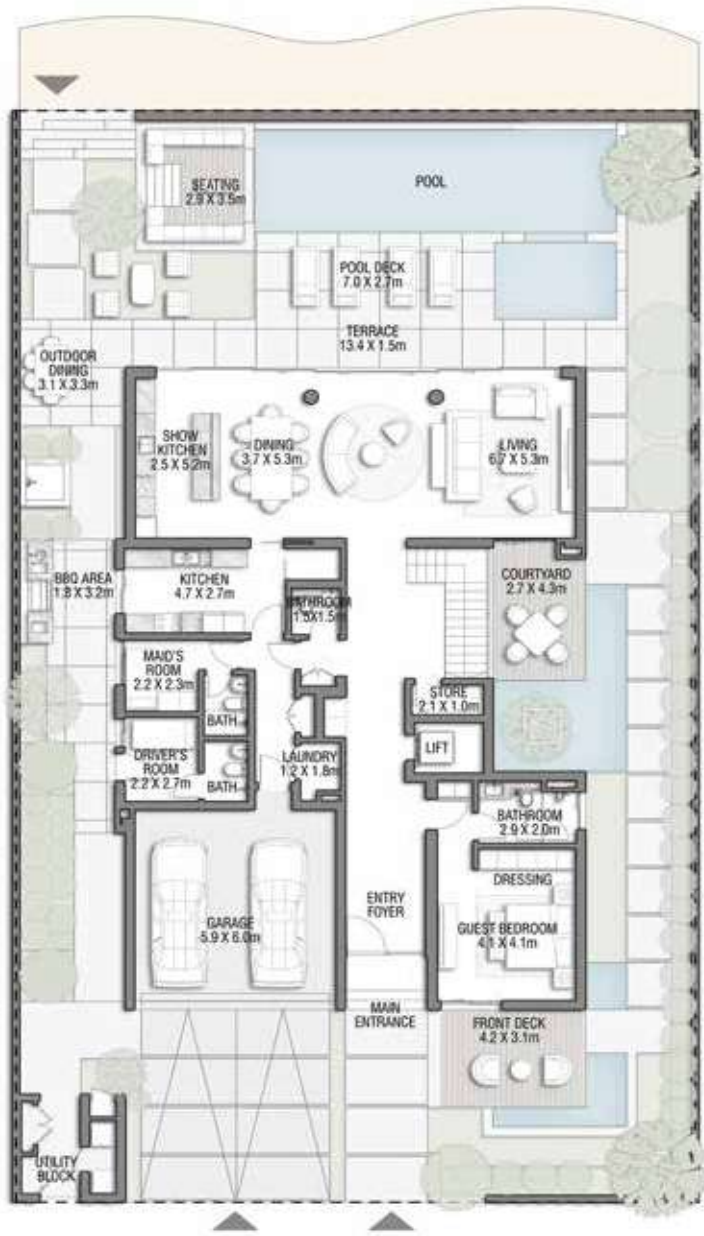 SEATING
2.9 X 3.5m
POOL
POOL DECK
7.0 X 2.7m
TERRACE
13.4 X 1.5m
OUTDOOR
DINING
3.1 X 3.3m
SHOW
KITCHEN
2.5 X 5.2m
DINING
3.7 X 5.3m
LIVING
6.7 X 5.3m
BBQ AREA
1.8 X 3.2m
KITCHEN
4.7 X 2.7m
BATHROOM
1.5X1.5m
COURTYARD
2.7 X 4.3m
MAID'S
ROOM
2.2 X 2.3m
BATH
STORE
2.1 X 1.0m
LIFT
DRIVER'S
ROOM
2.2 X 2.7m
BATH
LAUNDRY
1.2 X 1.8m
BATHROOM
2.9 X 2.0m
DRESSING
GUEST BEDROOM
4.1 X 4.1m
ENTRY
FOYER
GARAGE
5.9 X 6.0m
MAIN
ENTRANCE
FRONT DECK
4.2 X 3.1m
UTILITY
BLOCK